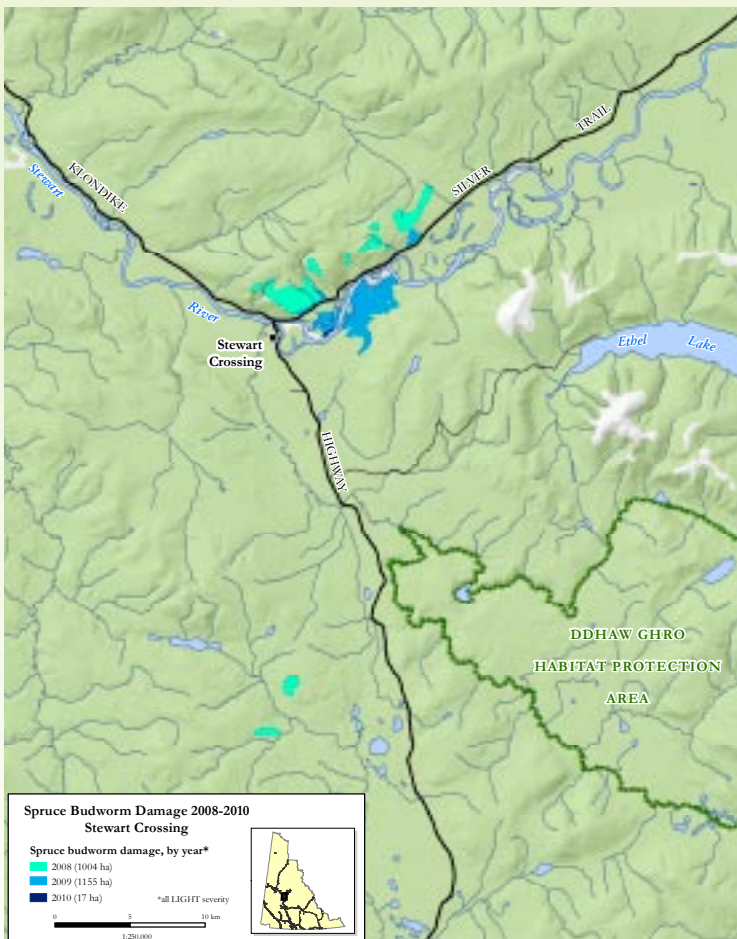 TRAIL
SILVER
KLONDIKE
Stewart
River
Stewart
Crossing
Ethel Lake
HIGHWAY
DDHAW GHRO
HABITAT PROTECTION
AREA
Spruce Budworm Damage 2008-2010
Stewart Crossing
Spruce budworm damage, by year*
2008 (1004 ha)
2009 (1155 ha)
2010 (17 ha)
*all LIGHT severity
0 5 10 km
1:250,000